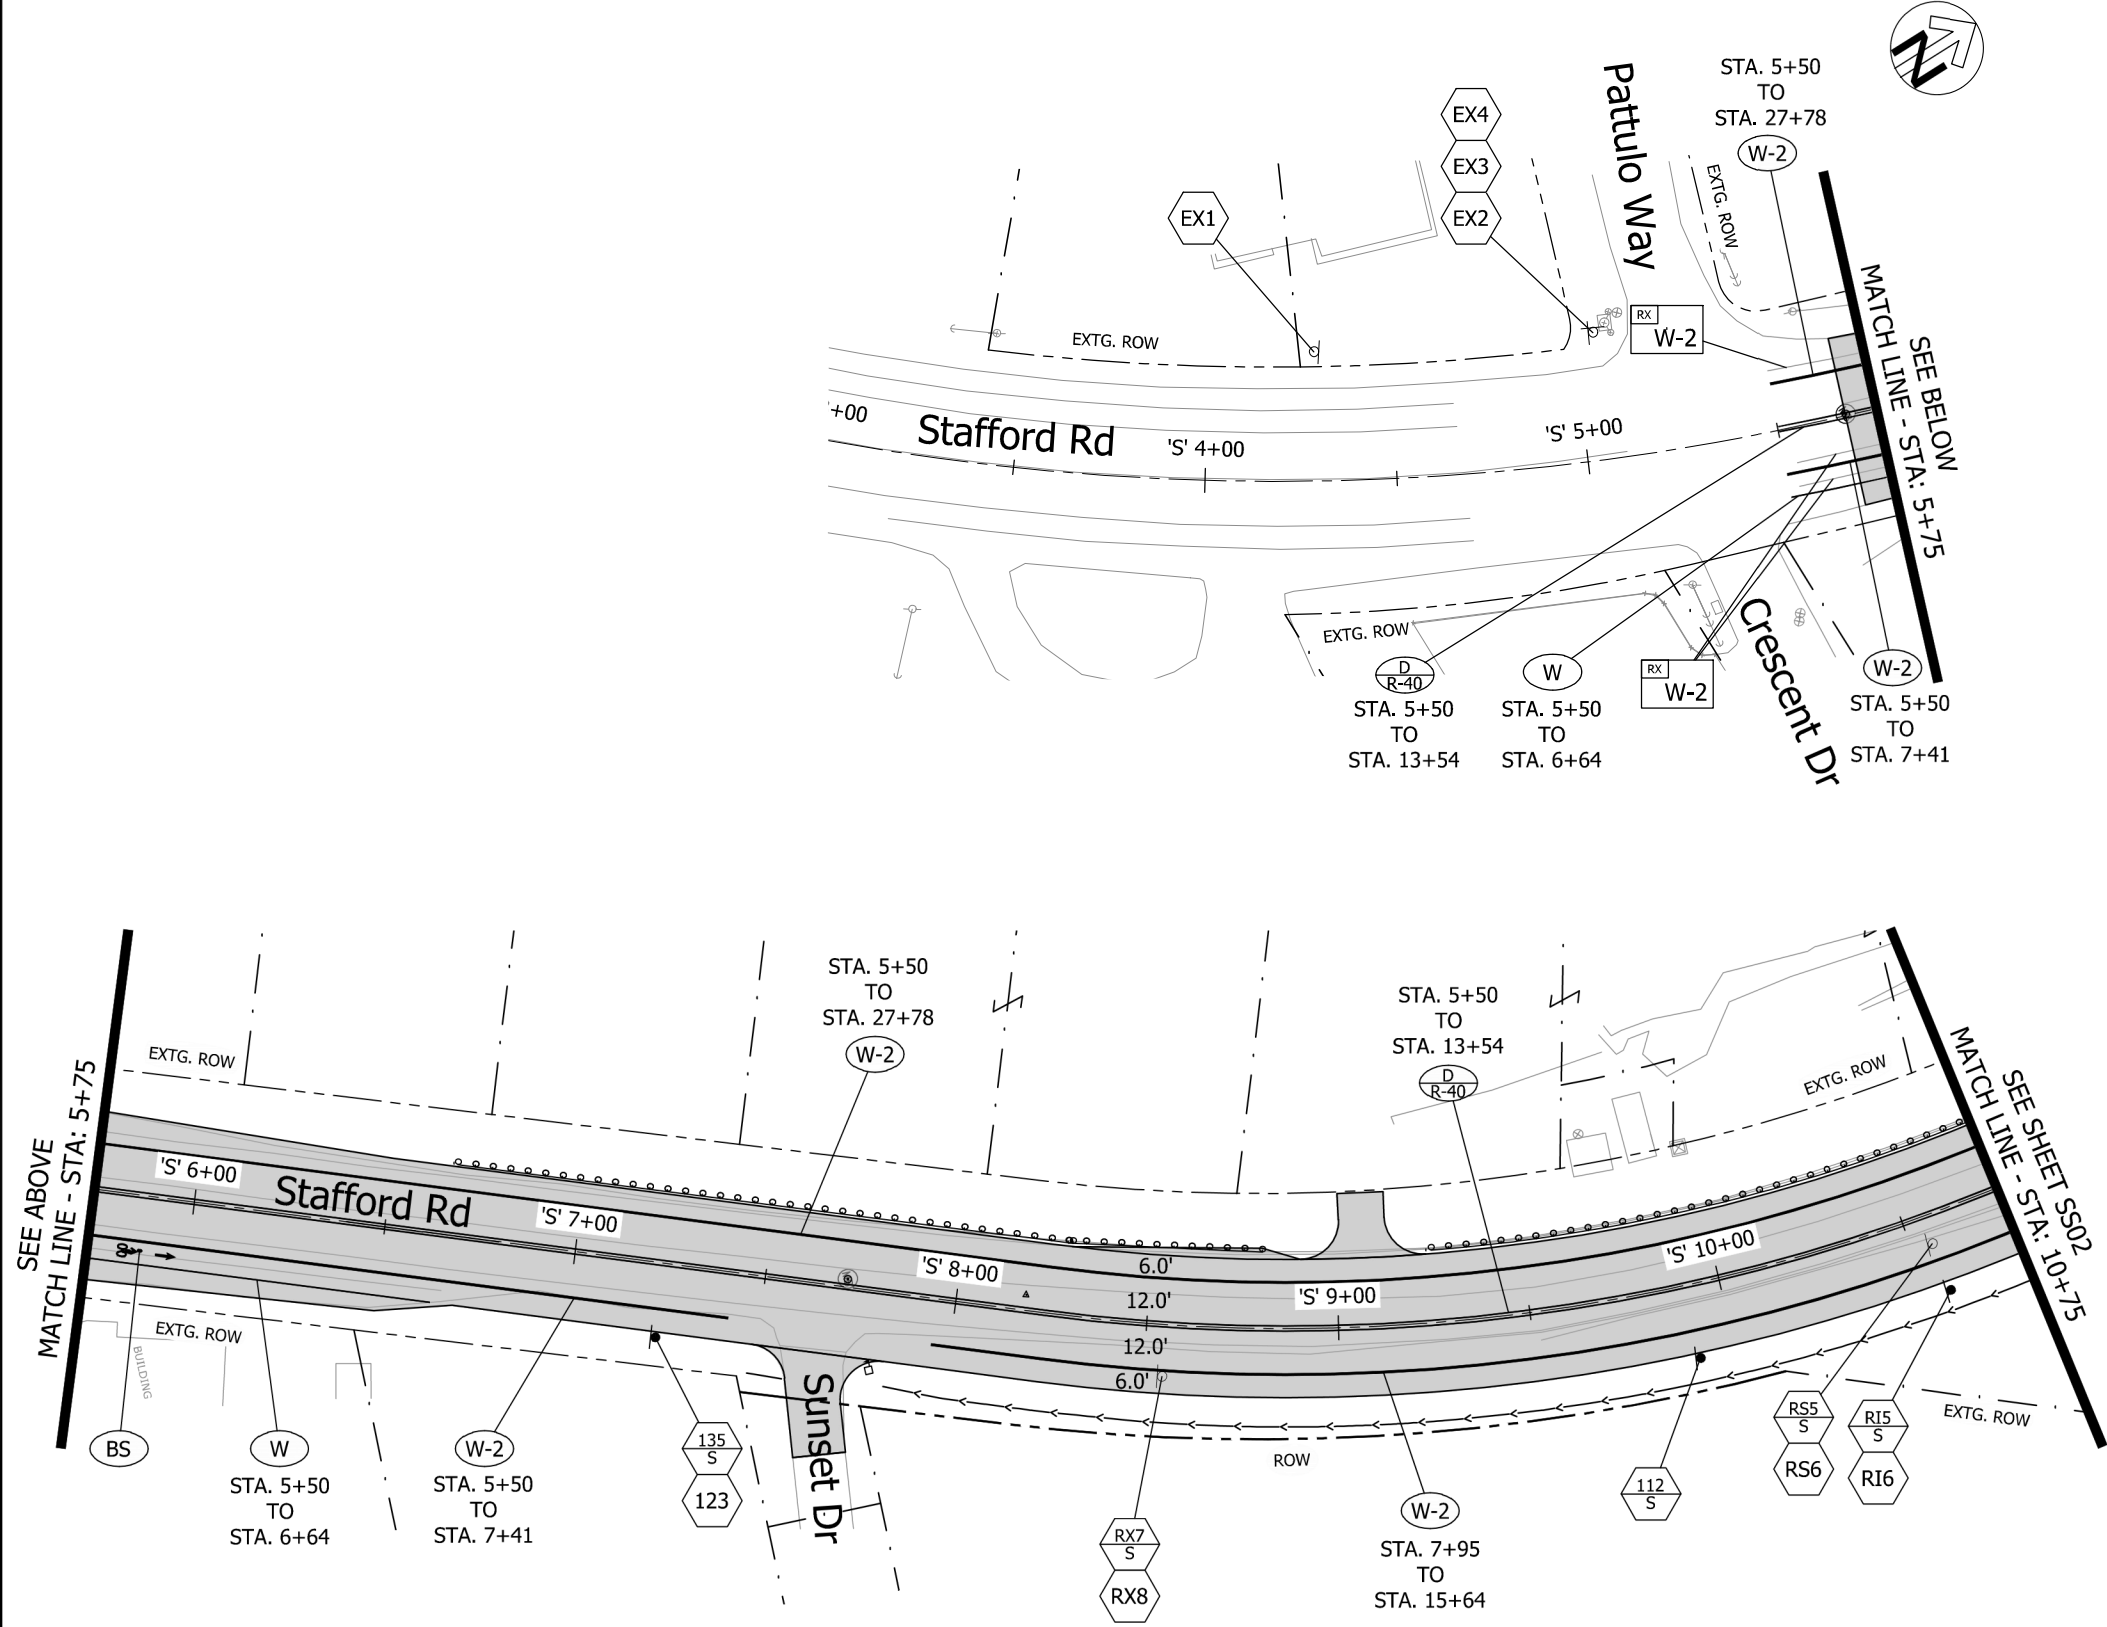 N
STA. 5+50
TO
STA. 27+78
W-2
Pattulo Way
EXTG. ROW
EX4
EX3
EX2
EX1
RX
W-2
EXTG. ROW
MATCH LINE - STA: 5+75
SEE BELOW
+00
Stafford Rd
'S' 4+00
'S' 5+00
EXTG. ROW
D
R-40
STA. 5+50
TO
STA. 13+54
W
STA. 5+50
TO
STA. 6+64
RX
W-2
Crescent Dr
W-2
STA. 5+50
TO
STA. 7+41
SEE ABOVE
MATCH LINE - STA: 5+75
EXTG. ROW
STA. 5+50
TO
STA. 27+78
W-2
STA. 5+50
TO
STA. 13+54
D
R-40
EXTG. ROW
MATCH LINE - STA: 10+75
SEE SHEET SS02
'S' 6+00
Stafford Rd
'S' 7+00
'S' 8+00
'S' 9+00
'S' 10+00
6.0'
12.0'
12.0'
6.0'
EXTG. ROW
BUILDING
Sunset Dr
ROW
EXTG. ROW
BS
W
STA. 5+50
TO
STA. 6+64
W-2
STA. 5+50
TO
STA. 7+41
135
S
123
RX7
S
RX8
W-2
STA. 7+95
TO
STA. 15+64
112
S
RS5
S
RS6
RI5
S
RI6